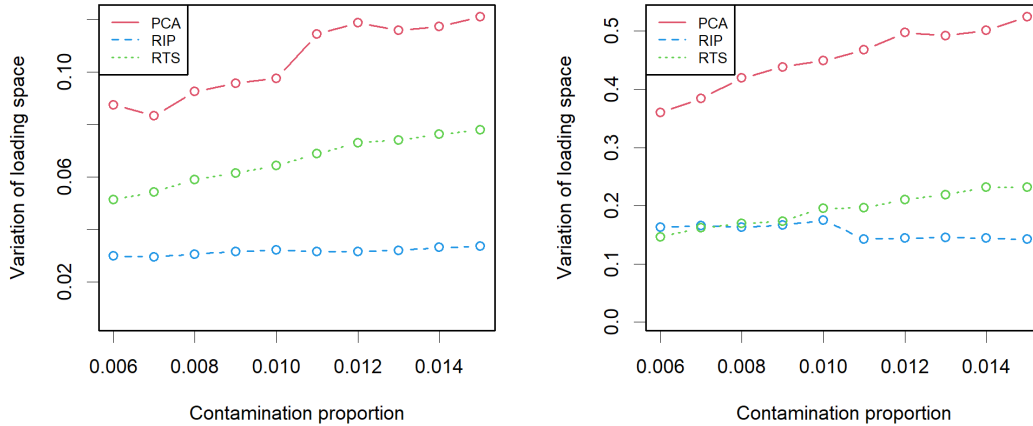 PCA
RIP
RTS
Variation of loading space
0.10
0.06
0.02
0.006 0.008 0.010 0.012 0.014
Contamination proportion
PCA
RIP
RTS
Variation of loading space
0.5
0.4
0.3
0.2
0.1
0.0
0.006 0.008 0.010 0.012 0.014
Contamination proportion